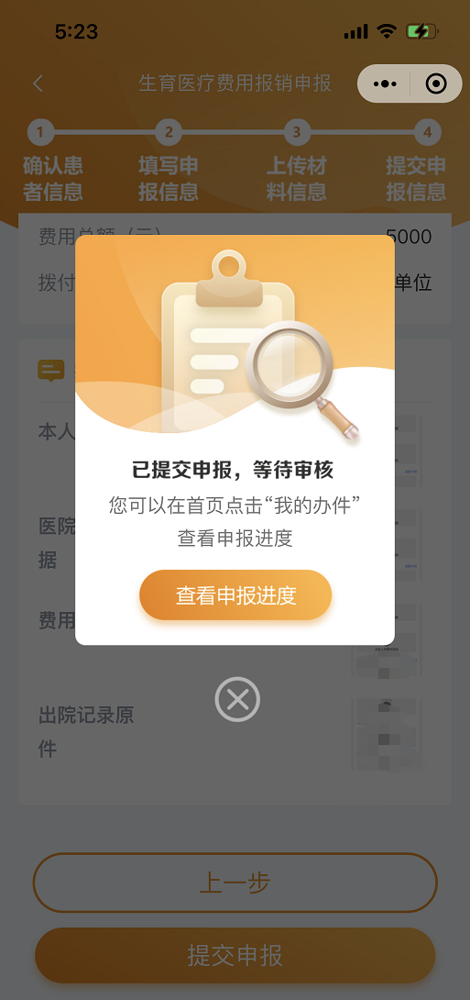 5:23
生育医疗费用报销申报
1
2
3
4
确认患
者信息
填写申
报信息
上传材
料信息
提交申
报信息
费用总额（元）
5000
拨付
单位
本人
已提交申报，等待审核
您可以在首页点击“我的办件”
查看申报进度
医院
据
查看申报进度
费用
出院记录原
件
上一步
提交申报